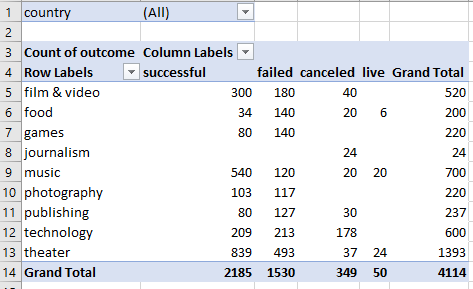 1 country (All)
2
3 Count of outcome Column Labels
4 Row Labels successful failed canceled live Grand Total
5 film & video 300 180 40 520
6 food 34 140 20 6 200
7 games 80 140 220
8 journalism 24 24
9 music 540 120 20 20 700
10 photography 103 117 220
11 publishing 80 127 30 237
12 technology 209 213 178 600
13 theater 839 493 37 24 1393
14 Grand Total 2185 1530 349 50 4114